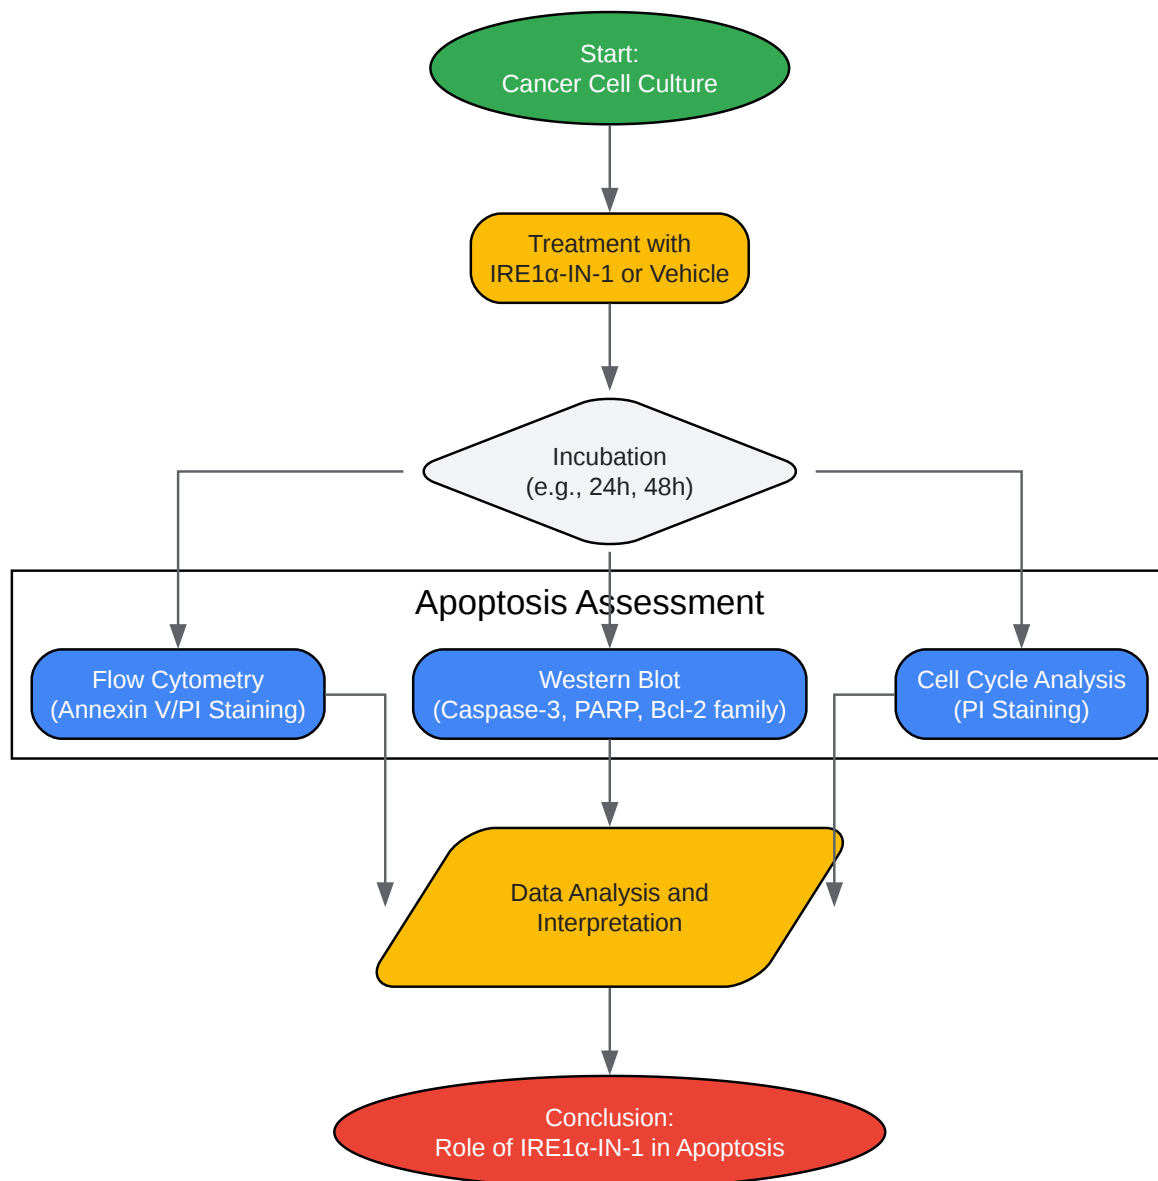 Start:
Cancer Cell Culture
Treatment with
IRE1α-IN-1 or Vehicle
Incubation
(e.g., 24h, 48h)
Apoptosis Assessment
Flow Cytometry
(Annexin V/PI Staining)
Western Blot
(Caspase-3, PARP, Bcl-2 family)
Cell Cycle Analysis
(PI Staining)
Data Analysis and
Interpretation
Conclusion:
Role of IRE1α-IN-1 in Apoptosis